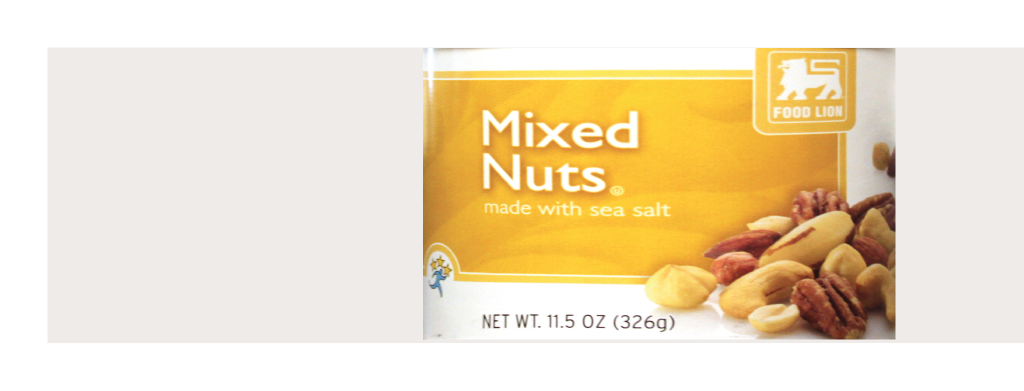 FOOD LION
Mixed
Nuts
made with sea salt
NET WT. 11.5 OZ (326g)